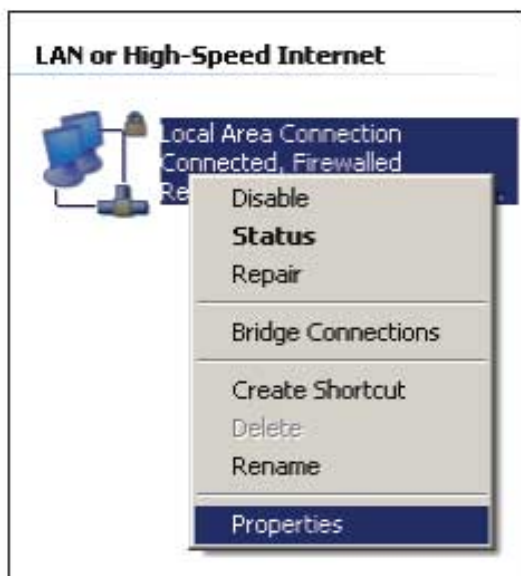 LAN or High-Speed Internet
Local Area Connection
Connected, Firewalled
Re
Disable
Status
Repair
Bridge Connections
Create Shortcut
Delete
Rename
Properties